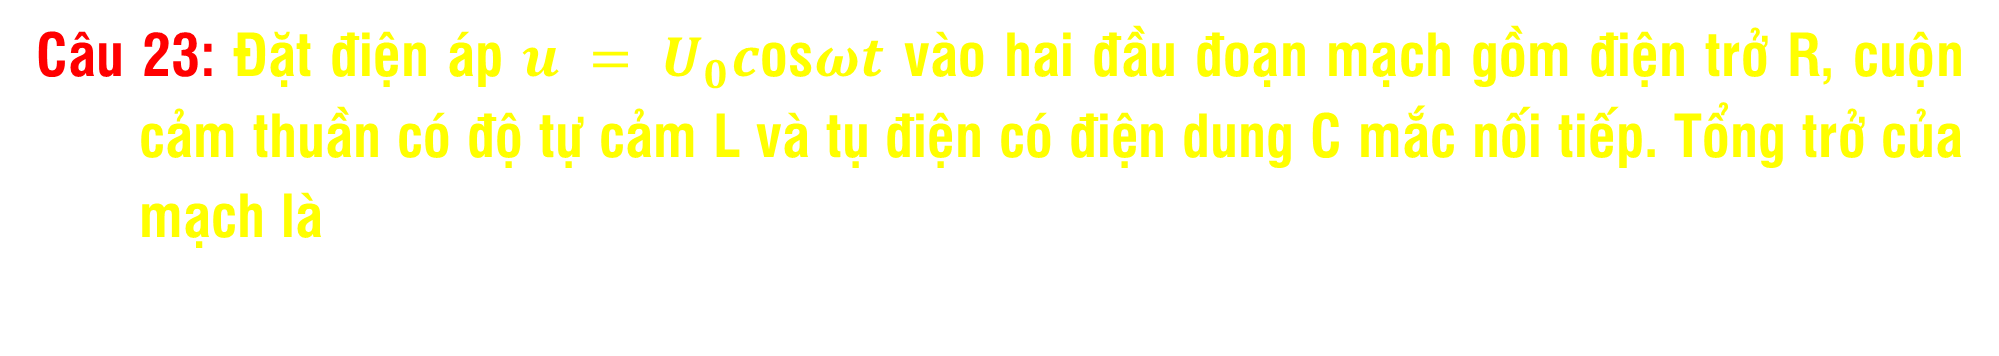 Câu 23: Đặt điện áp u = U₀cosωt vào hai đầu đoạn mạch gồm điện trở R, cuộn
cảm thuần có độ tự cảm L và tụ điện có điện dung C mắc nối tiếp. Tổng trở của
mạch là